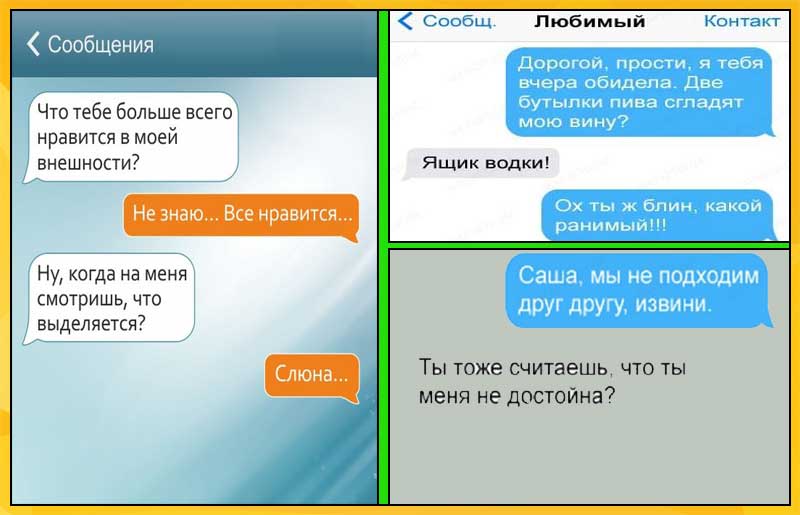 Сообщения
Что тебе больше всего
нравится в моей
внешности?
Не знаю... Все нравится...
Ну, когда на меня
смотришь, что
выделяется?
Слюна...
Сообщ. Любимый Контакт
Дорогой, прости, я тебя
вчера обидела. Две
бутылки пива сгладят
мою вину?
Ящик водки!
Ох ты ж блин, какой
ранимый!!!
Саша, мы не подходим
друг другу, извини.
Ты тоже считаешь, что ты
меня не достойна?